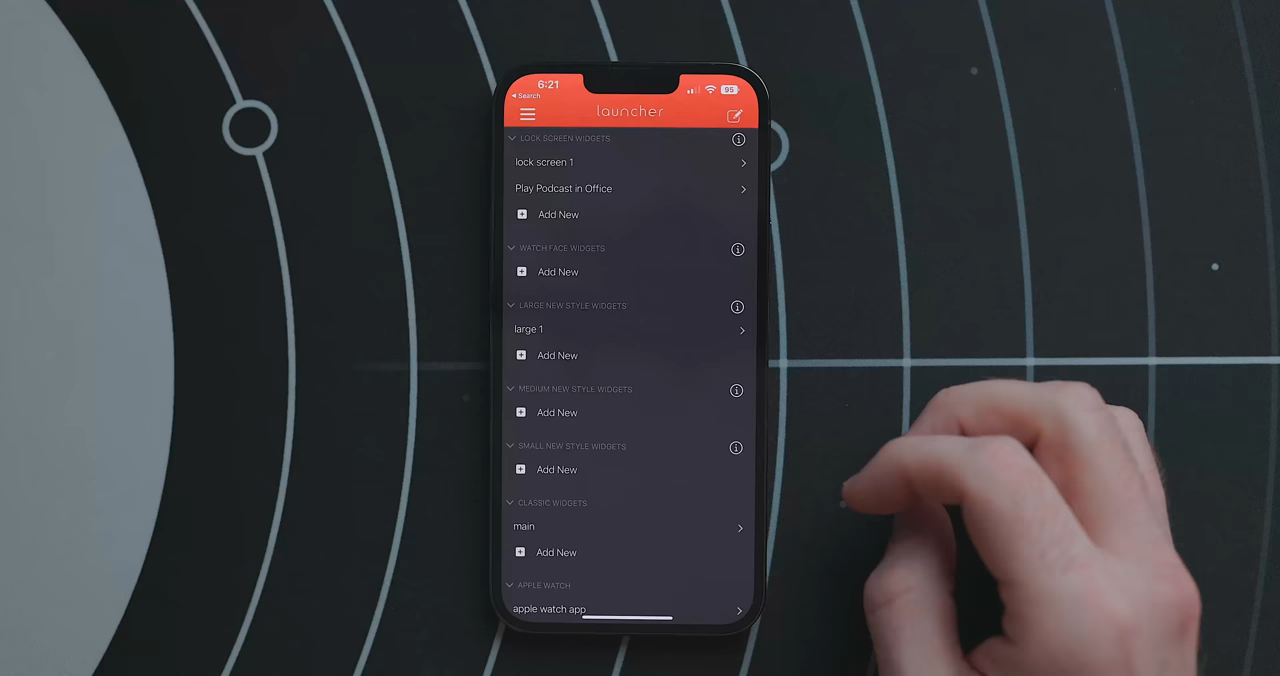 6:21
95
Search
launcher
LOCK SCREEN WIDGETS
lock screen 1
Play Podcast in Office
Add New
WATCH FACE WIDGETS
Add New
LARGE NEW STYLE WIDGETS
large 1
Add New
MEDIUM NEW STYLE WIDGETS
Add New
SMALL NEW STYLE WIDGETS
Add New
CLASSIC WIDGETS
main
Add New
APPLE WATCH
apple watch app